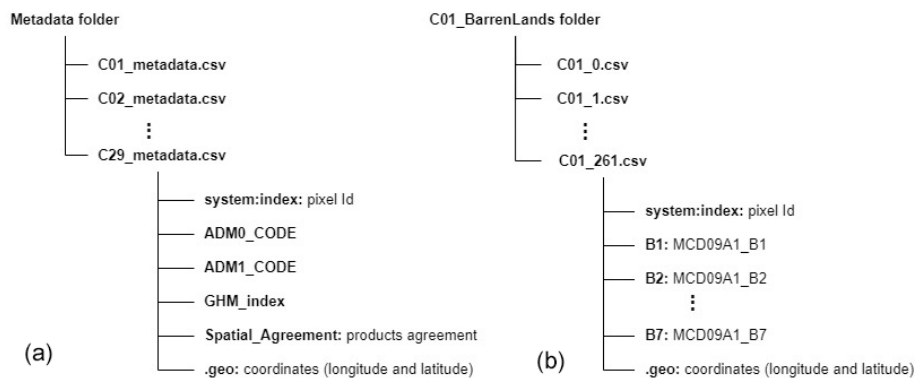 Metadata folder
C01_metadata.csv
C02_metadata.csv
C29_metadata.csv
system:index: pixel Id
ADM0_CODE
ADM1_CODE
GHM_index
Spatial_Agreement: products agreement
.geo: coordinates (longitude and latitude)
(a)
C01_BarrenLands folder
C01_0.csv
C01_1.csv
C01_261.csv
system:index: pixel Id
B1: MCD09A1_B1
B2: MCD09A1_B2
B7: MCD09A1_B7
.geo: coordinates (longitude and latitude)
(b)